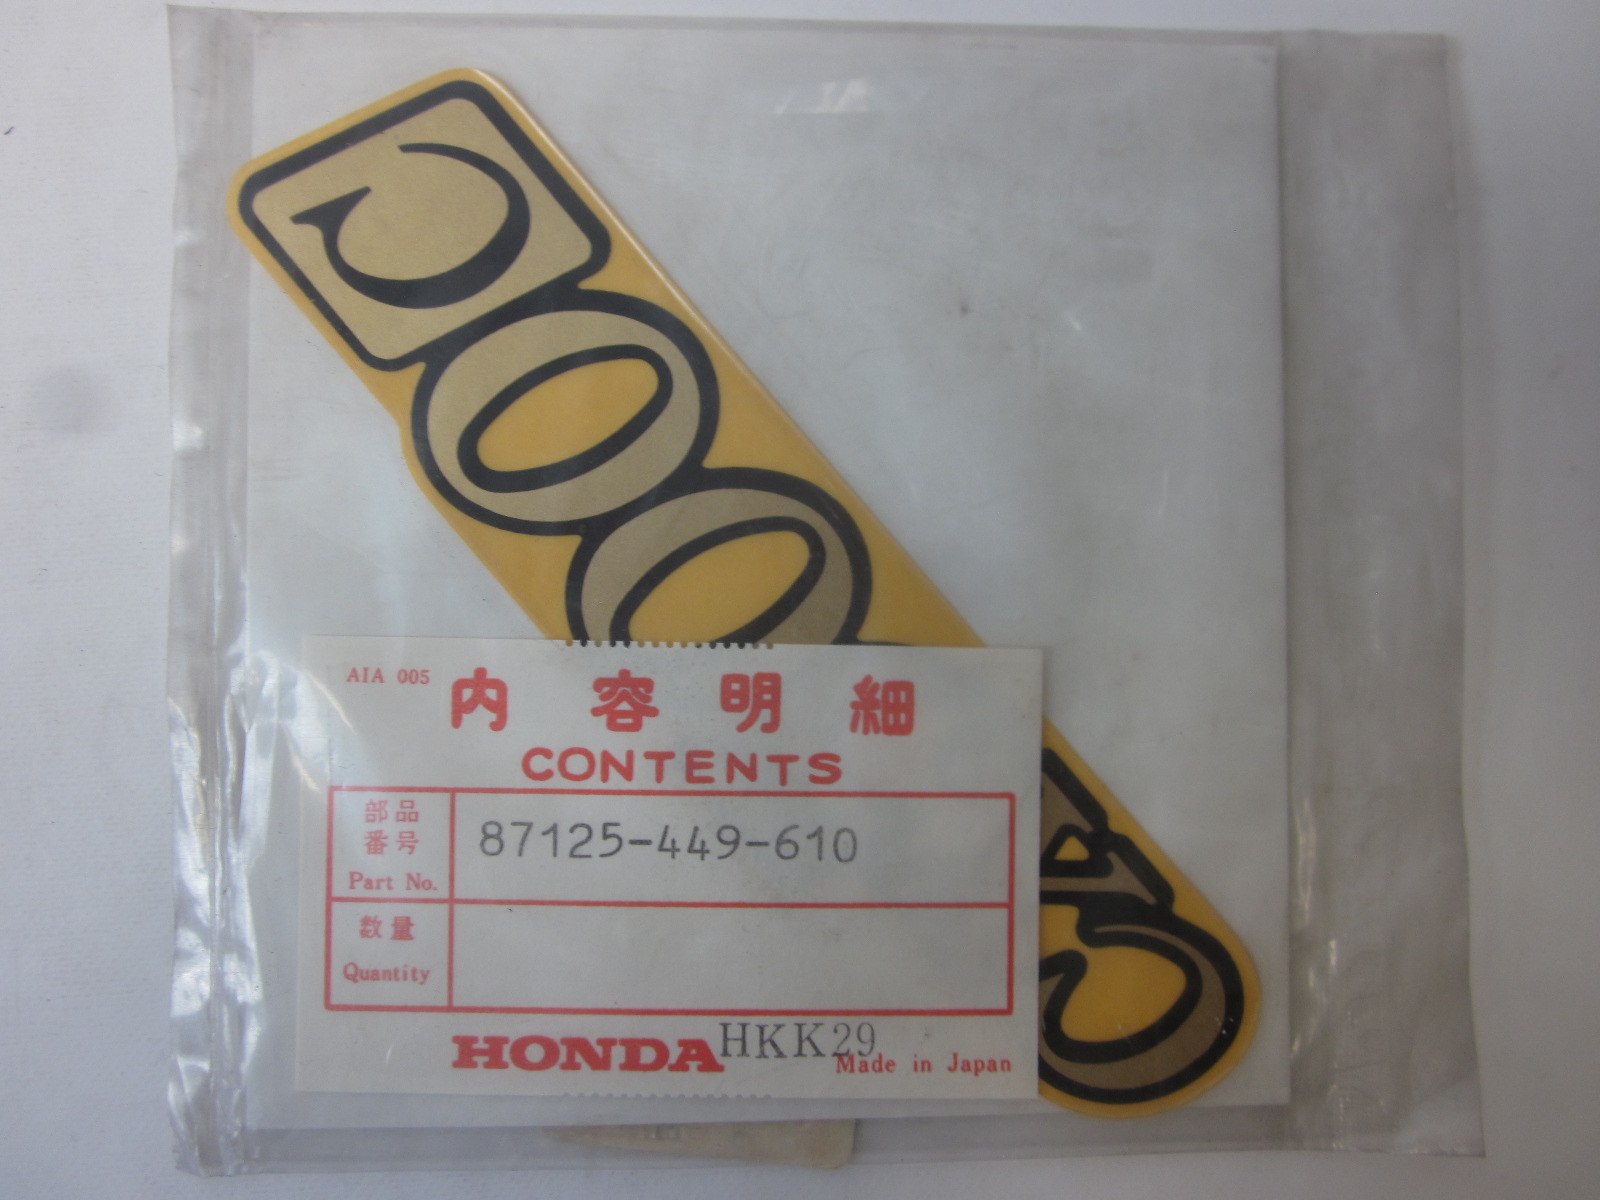 C
00
AIA 005
内容明細
CONTENTS
部品
番号
Part No.
87125-449-610
数量
Quantity
HONDA
HKK29
Made in Japan